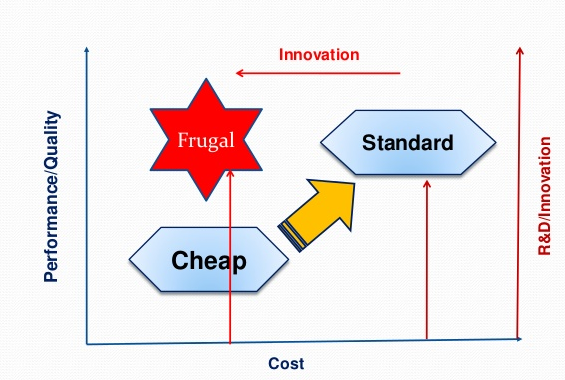 Innovation
Frugal
Standard
Cheap
Performance/Quality
R&D/Innovation
Cost